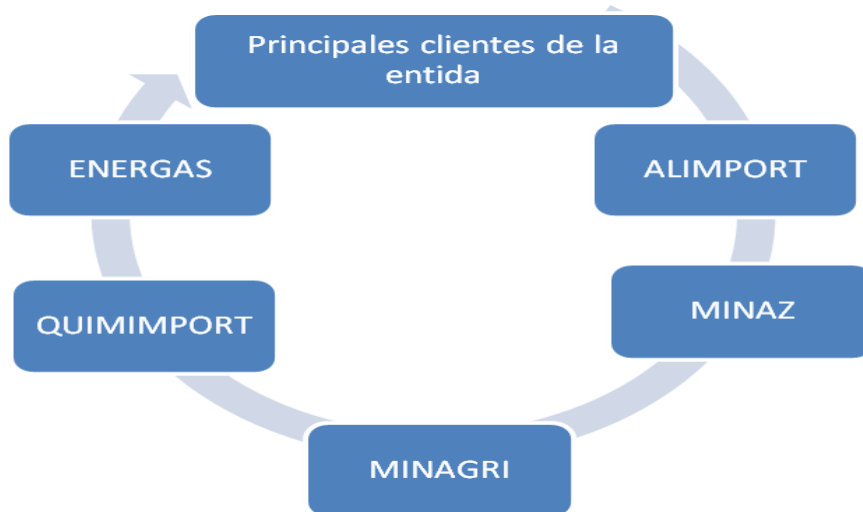 Principales clientes de la
entida
ALIMPORT
MINAZ
MINAGRI
QUIMIMPORT
ENERGAS